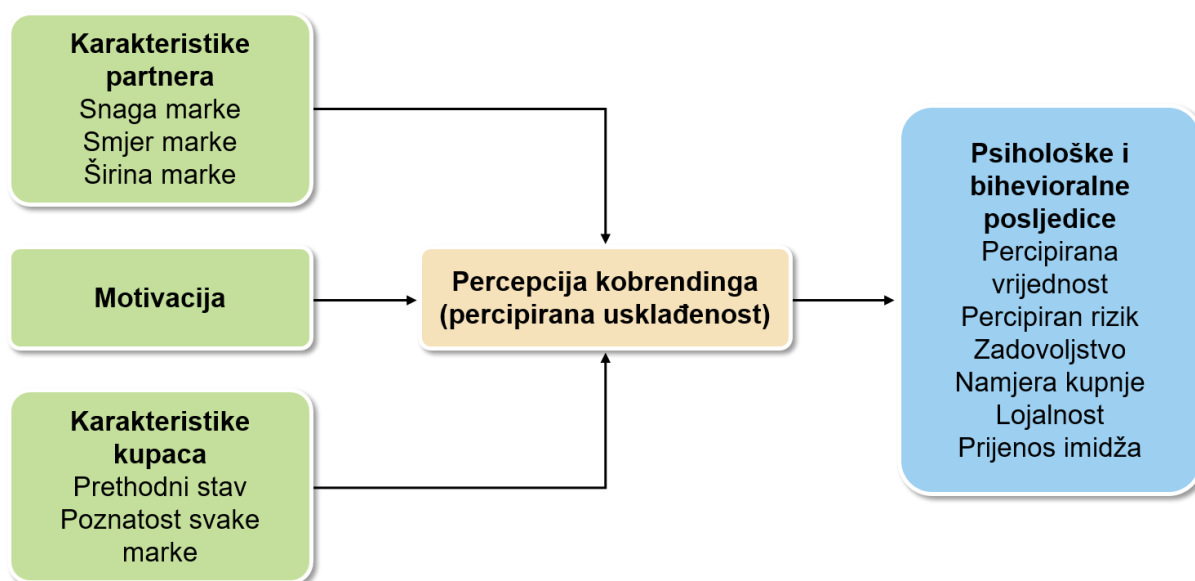 Karakteristike
partnera
Snaga marke
Smjer marke
Širina marke
Motivacija
Karakteristike
kupaca
Prethodni stav
Poznatost svake
marke
Percepcija kobrendinga
(percipirana usklađenost)
Psihološke i
bihevioralne
posljedice
Percipirana
vrijednost
Percipiran rizik
Zadovoljstvo
Namjera kupnje
Lojalnost
Prijenos imidža